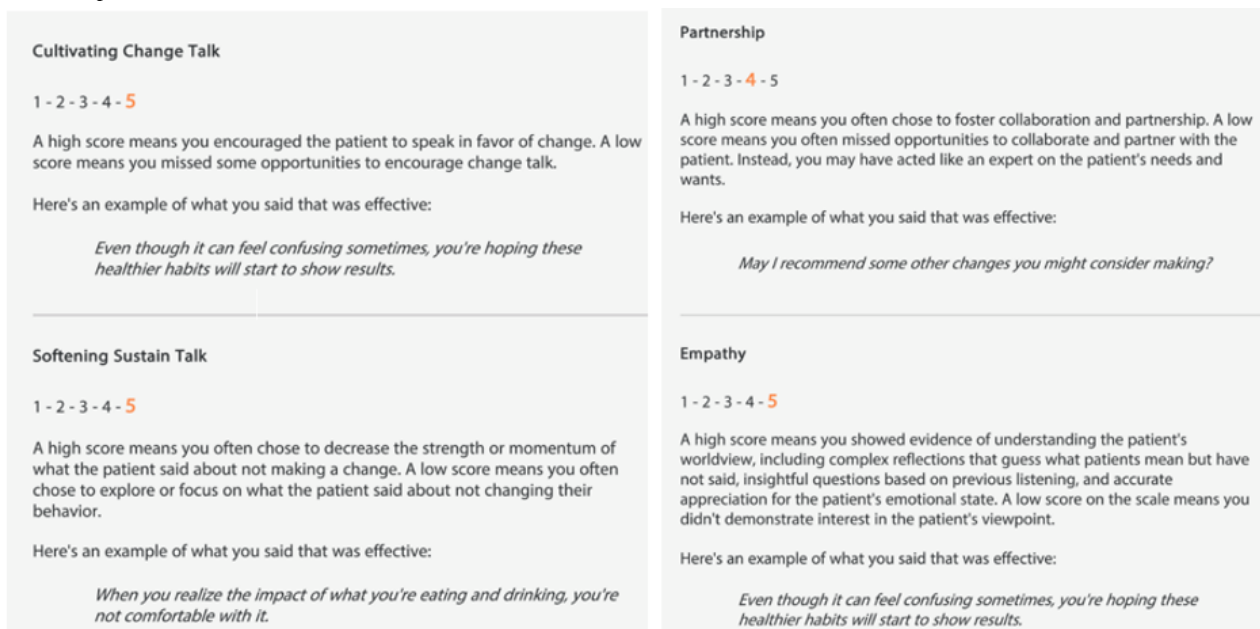 Cultivating Change Talk
1 - 2 - 3 - 4 - 5
A high score means you encouraged the patient to speak in favor of change. A low
score means you missed some opportunities to encourage change talk.
Here's an example of what you said that was effective:
Even though it can feel confusing sometimes, you're hoping these
healthier habits will start to show results.
Softening Sustain Talk
1 - 2 - 3 - 4 - 5
A high score means you often chose to decrease the strength or momentum of
what the patient said about not making a change. A low score means you often
chose to explore or focus on what the patient said about not changing their
behavior.
Here's an example of what you said that was effective:
When you realize the impact of what you're eating and drinking, you're
not comfortable with it.
Partnership
1 - 2 - 3 - 4 - 5
A high score means you often chose to foster collaboration and partnership. A low
score means you often missed opportunities to collaborate and partner with the
patient. Instead, you may have acted like an expert on the patient's needs and
wants.
Here's an example of what you said that was effective:
May I recommend some other changes you might consider making?
Empathy
1 - 2 - 3 - 4 - 5
A high score means you showed evidence of understanding the patient's
worldview, including complex reflections that guess what patients mean but have
not said, insightful questions based on previous listening, and accurate
appreciation for the patient's emotional state. A low score on the scale means you
didn't demonstrate interest in the patient's viewpoint.
Here's an example of what you said that was effective:
Even though it can feel confusing sometimes, you're hoping these
healthier habits will start to show results.